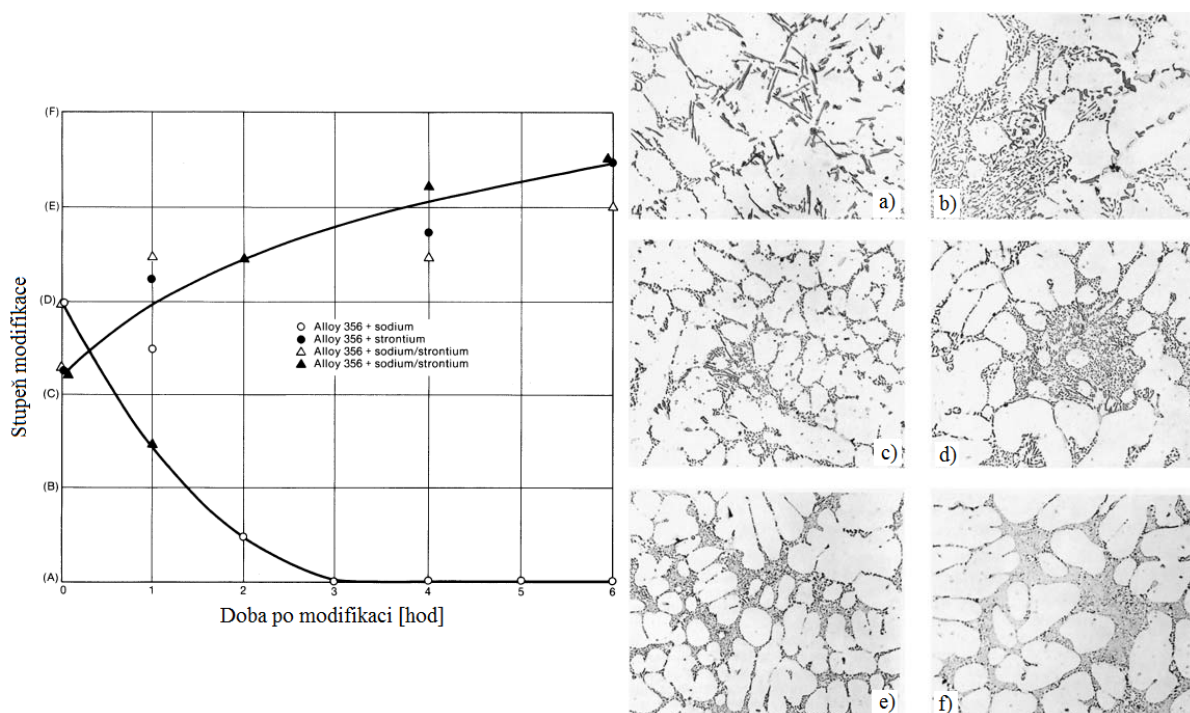 Stupeň modifikace
(F)
(E)
(D)
(C)
(B)
(A)
○ Alloy 356 + sodium
● Alloy 356 + strontium
△ Alloy 356 + sodium/strontium
▲ Alloy 356 + sodium/strontium
0 1 2 3 4 5 6
Doba po modifikaci [hod]
a)
b)
c)
d)
e)
f)